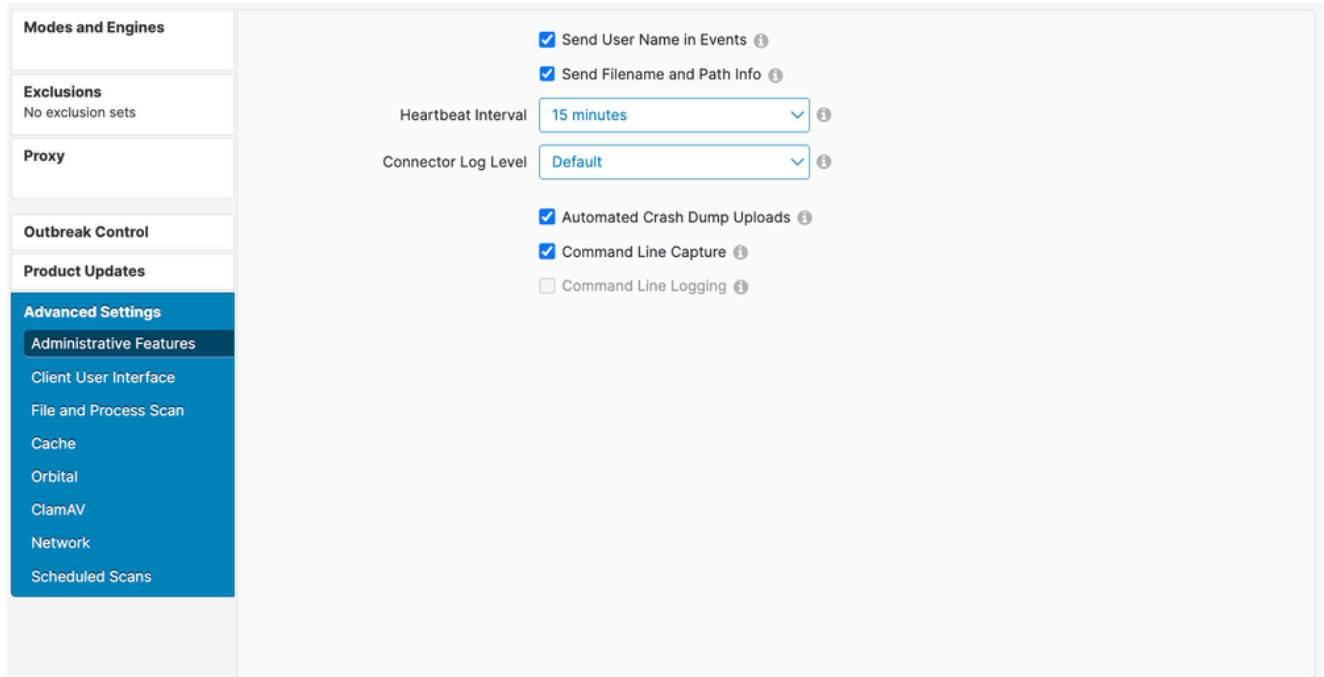 Modes and Engines
Exclusions
No exclusion sets
Proxy
Outbreak Control
Product Updates
Advanced Settings
Administrative Features
Client User Interface
File and Process Scan
Cache
Orbital
ClamAV
Network
Scheduled Scans
Send User Name in Events
Send Filename and Path Info
Heartbeat Interval 15 minutes
Connector Log Level Default
Automated Crash Dump Uploads
Command Line Capture
Command Line Logging